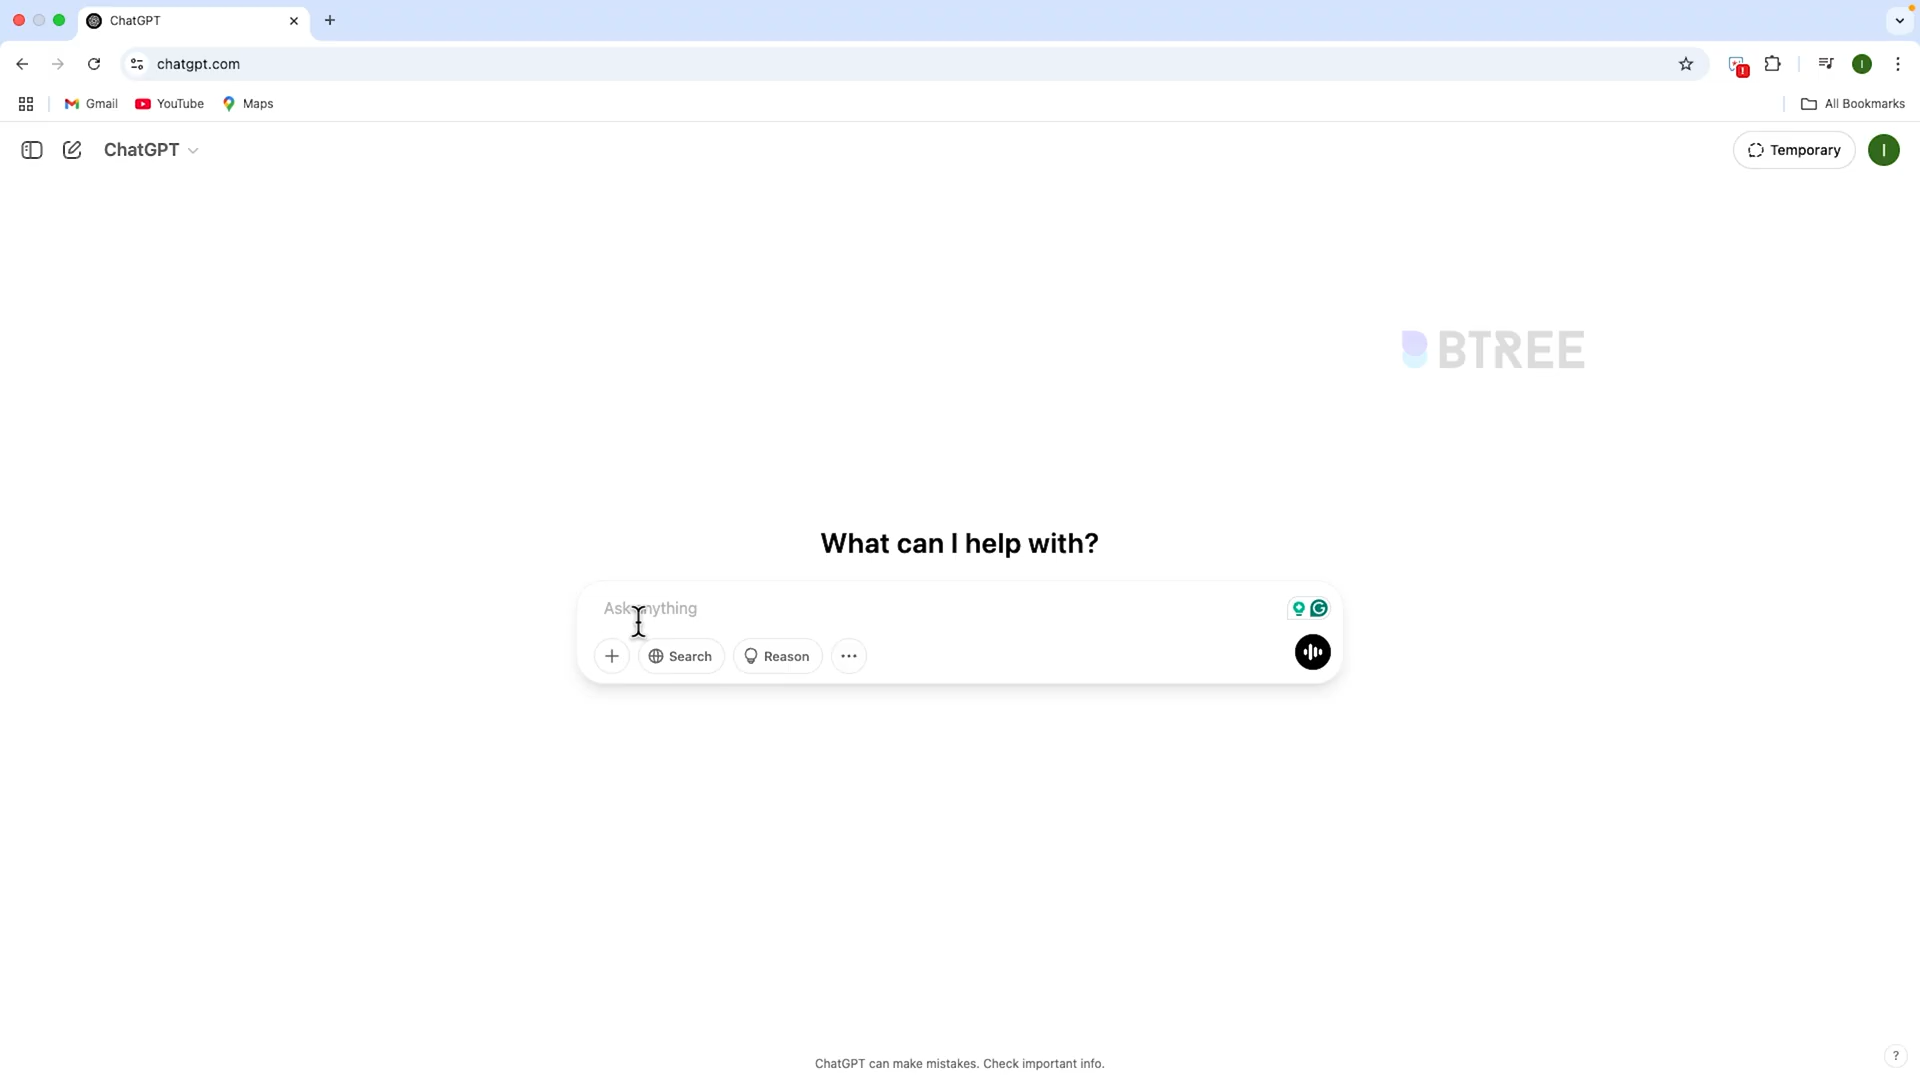 ChatGPT
chatgpt.com
Gmail
YouTube
Maps
All Bookmarks
ChatGPT
Temporary
I
BTREE
What can I help with?
Ask anything
Search
Reason
ChatGPT can make mistakes. Check important info.
?